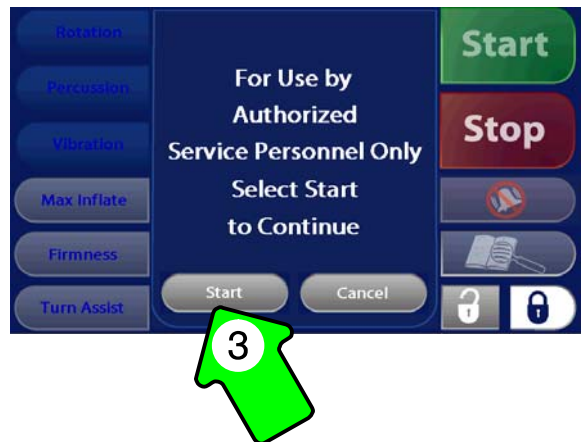 Rotation
Percussion
Vibration
Max Inflate
Firmness
Turn Assist
For Use by
Authorized
Service Personnel Only
Select Start
to Continue
Start
Cancel
Start
Stop
3